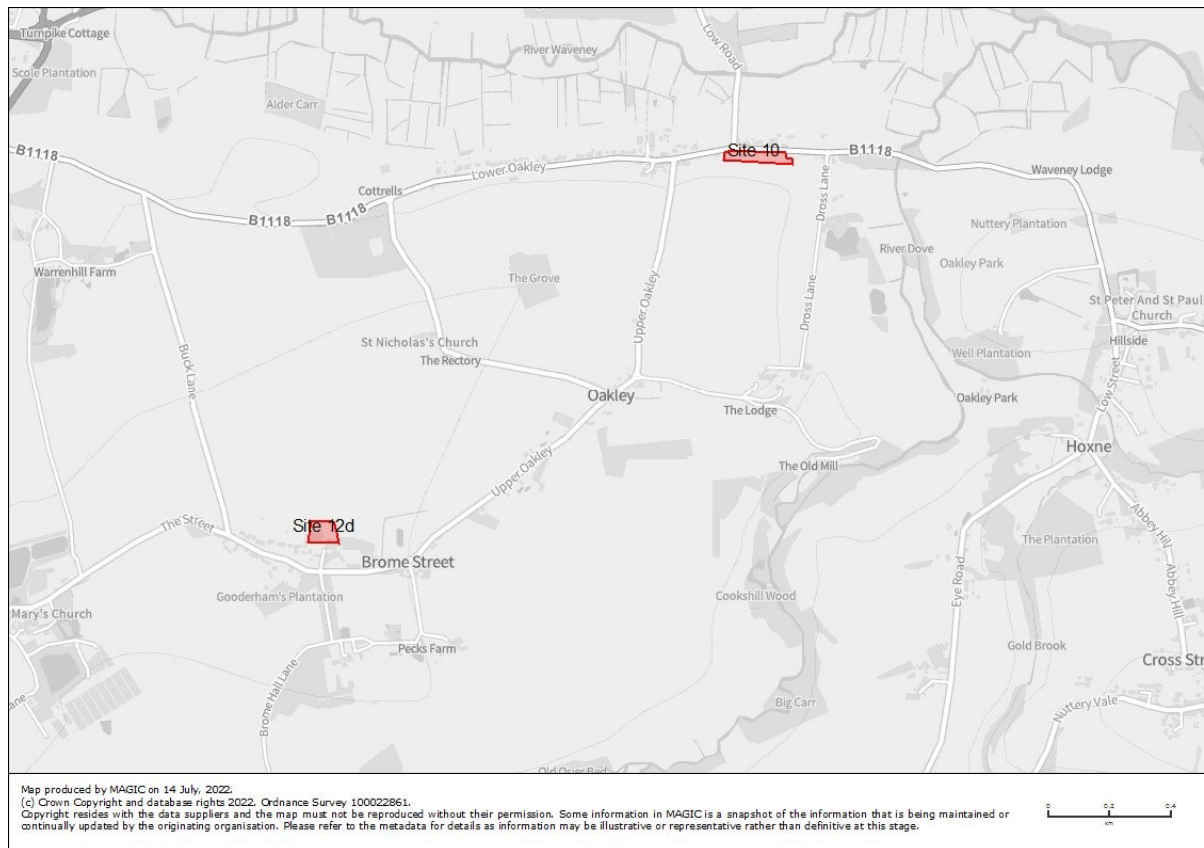 Turnpike Cottage
Scole Plantation
Alder Carr
River Waveney
Low Road
B1118
Site 10
B1118
Waveney Lodge
Lower Oakley
Cottrells
B1118
B1118
Dross Lane
Nuttery Plantation
River Dove
Oakley Park
Warrenhill Farm
The Grove
Upper Oakley
Dross Lane
St Peter And St Paul
Church
Hillside
St Nicholas's Church
The Rectory
Buck Lane
Well Plantation
Low Street
Oakley
The Lodge
Oakley Park
Hoxne
Upper Oakley
The Old Mill
The Street
Site 12d
Brome Street
Abbey Hill
The Plantation
Eye Road
Gooderham's Plantation
Cookshill Wood
Abbey Hill
Mary's Church
Pecks Farm
Gold Brook
Cross Str
Brome Hall Lane
Big Carr
Nuttery Vale
ane
Old Osier Bed
Map produced by MAGIC on 14 July, 2022.
(c) Crown Copyright and database rights 2022. Ordnance Survey 100022861.
Copyright resides with the data suppliers and the map must not be reproduced without their permission. Some information in MAGIC is a snapshot of the information that is being maintained or
continually updated by the originating organisation. Please refer to the metadata for details as information may be illustrative or representative rather than definitive at this stage.
0 0.2 0.4
km